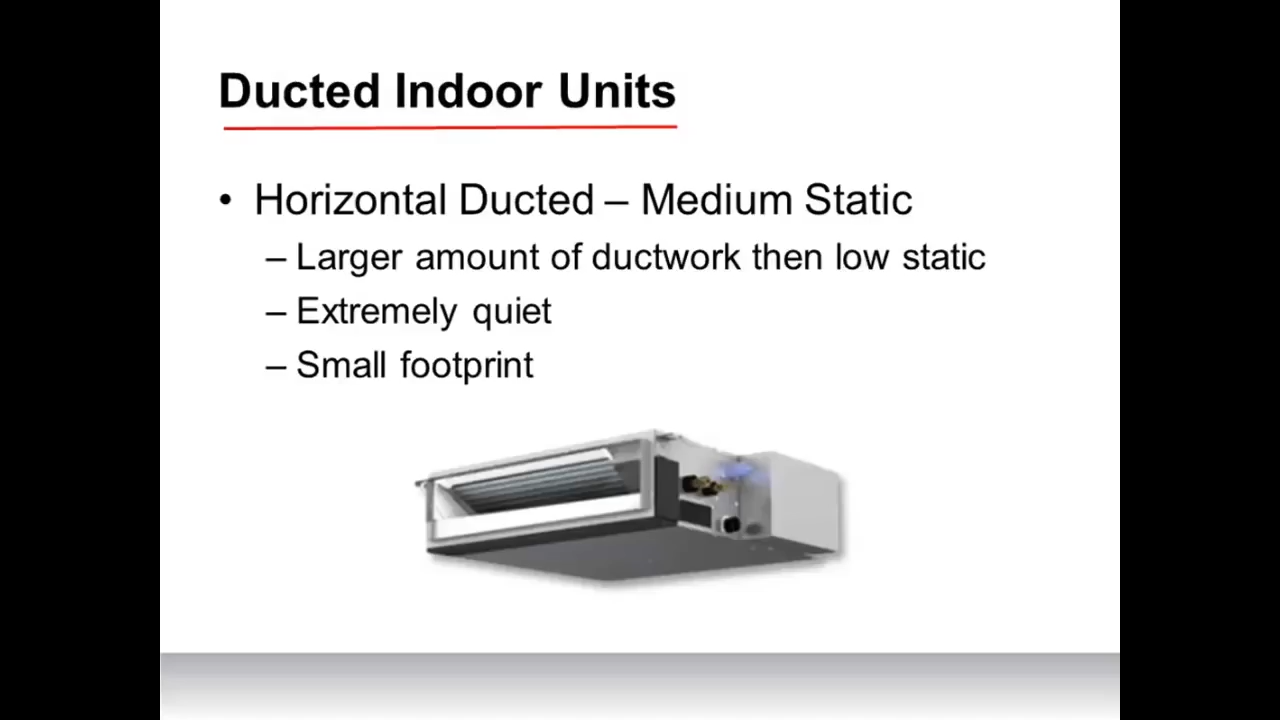 Ducted Indoor Units
• Horizontal Ducted – Medium Static
– Larger amount of ductwork then low static
– Extremely quiet
– Small footprint